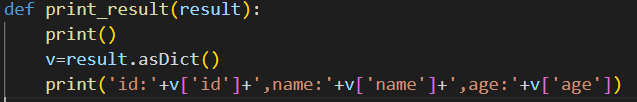 def print_result(result):
    print()
    v=result.asDict()
    print('id:'+v['id']+',name:'+v['name']+',age:'+v['age'])